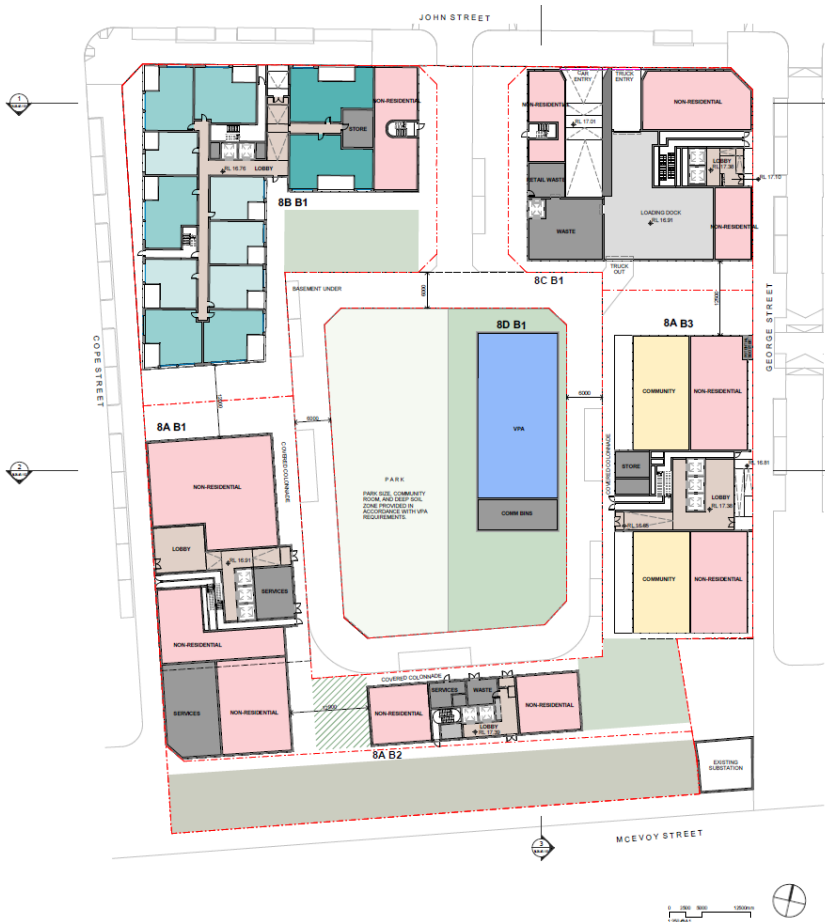 JOHN STREET
CAR
ENTRY
TRUCK
ENTRY
1
NON-RESIDENTIAL
STORE
LOBBY
RL 16.76
8B B1
NON-RESIDENTIAL
RL 17.01
NON-RESIDENTIAL
RETAIL WASTE
WASTE
LOBBY
RL 17.38
RL 17.10
LOADING DOCK
RL 16.91
NON-RESIDENTIAL
TRUCK
OUT
8C B1
BASEMENT UNDER
6000
12500
8D B1
8A B3
GEORGE STREET
COPE STREET
VPA
COMM BINS
6000
6000
COMMUNITY
NON-RESIDENTIAL
8A B1
2
COVERED COLONNADE
NON-RESIDENTIAL
PARK
PARK SIZE, COMMUNITY
ROOM, AND DEEP SOIL
ZONE PROVIDED IN
ACCORDANCE WITH VPA
REQUIREMENTS.
COVERED COLONNADE
STORE
RL 16.81
LOBBY
RL 17.38
LOBBY
RL 16.91
SERVICES
COMMUNITY
NON-RESIDENTIAL
NON-RESIDENTIAL
SERVICES
NON-RESIDENTIAL
COVERED COLONNADE
NON-RESIDENTIAL
SERVICES
WASTE
LOBBY
NON-RESIDENTIAL
8A B2
EXISTING
SUBSTATION
MCEVOY STREET
3
0 2500 5000 12500mm